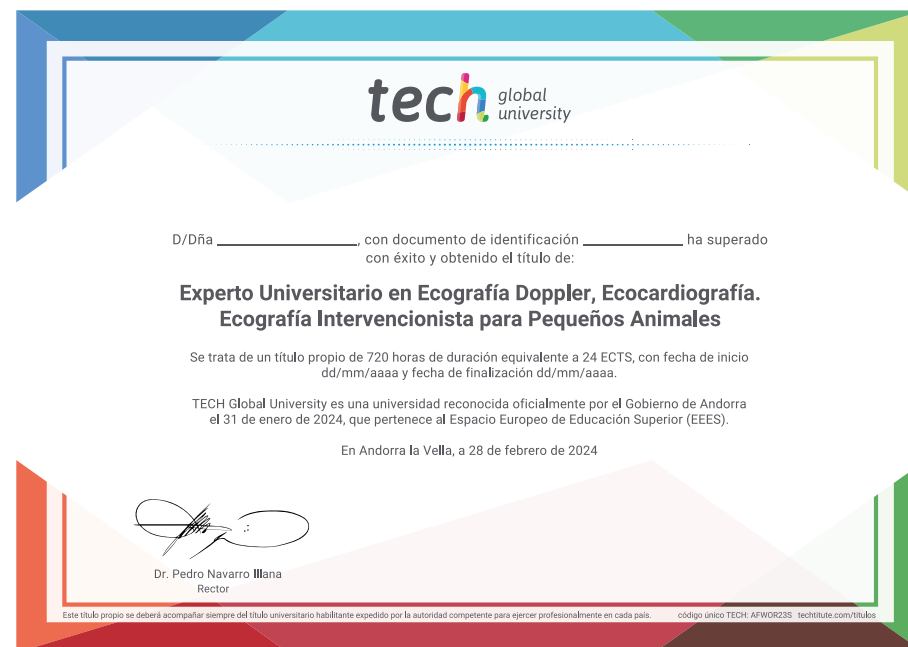 tech global
university
D/Dña ____________, con documento de identificación ____________ ha superado
con éxito y obtenido el título de:
Experto Universitario en Ecografía Doppler, Ecocardiografía.
Ecografía Intervencionista para Pequeños Animales
Se trata de un título propio de 720 horas de duración equivalente a 24 ECTS, con fecha de inicio
dd/mm/aaaa y fecha de finalización dd/mm/aaaa.
TECH Global University es una universidad reconocida oficialmente por el Gobierno de Andorra
el 31 de enero de 2024, que pertenece al Espacio Europeo de Educación Superior (EEES).
En Andorra la Vella, a 28 de febrero de 2024
Dr. Pedro Navarro Illana
Rector
Este título propio se deberá acompañar siempre del título universitario habilitante expedido por la autoridad competente para ejercer profesionalmente en cada país. código único TECH: AFWOR23S techtitute.com/titulos